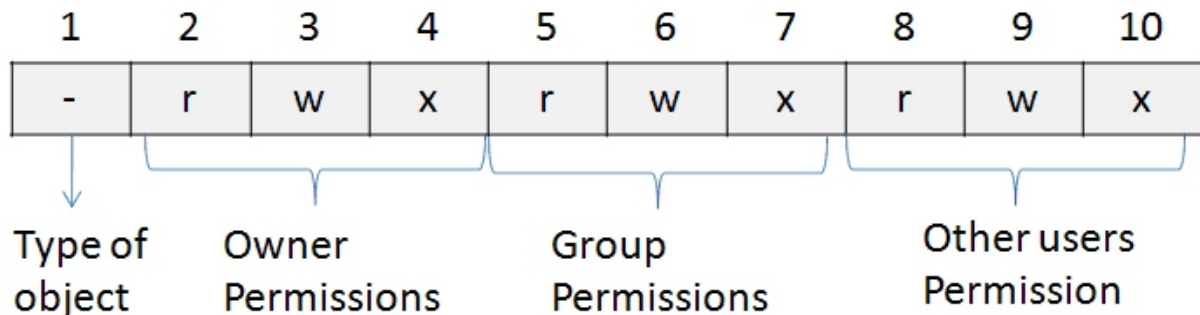 1 2 3 4 5 6 7 8 9 10
- r w x r w x r w x
Type of
object
Owner
Permissions
Group
Permissions
Other users
Permission